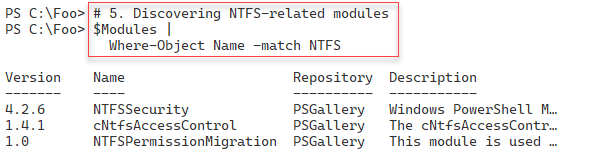 PS C:\Foo> # 5. Discovering NTFS-related modules
PS C:\Foo> $Modules |
Where-Object Name -match NTFS
Version Name Repository Description
------- ---- ---------- -----------
4.2.6 NTFSSecurity PSGallery Windows PowerShell M…
1.4.1 cNtfsAccessControl PSGallery The cNtfsAccessContr…
1.0 NTFSPermissionMigration PSGallery This module is used …